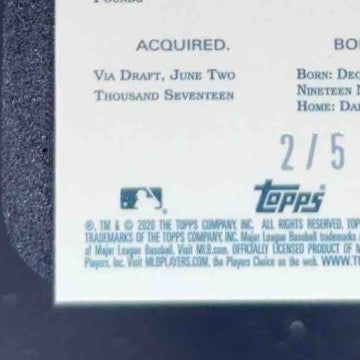 POUNDS
ACQUIRED.
VIA DRAFT, JUNE TWO
THOUSAND SEVENTEEN
BO
BORN: DEC
NINETEEN N
HOME: DA
2/5
topps
®, TM & © 2020 THE TOPPS COMPANY, INC. ALL RIGHTS RESERVED. TOP
TRADEMARKS OF THE TOPPS COMPANY, INC. Major League Baseball trademarks
of Major League Baseball. Visit MLB.com. OFFICIALLY LICENSED PRODUCT OF M
Players, Inc. Visit MLBPLAYERS.COM, the Players Choice on the web. WWW.T